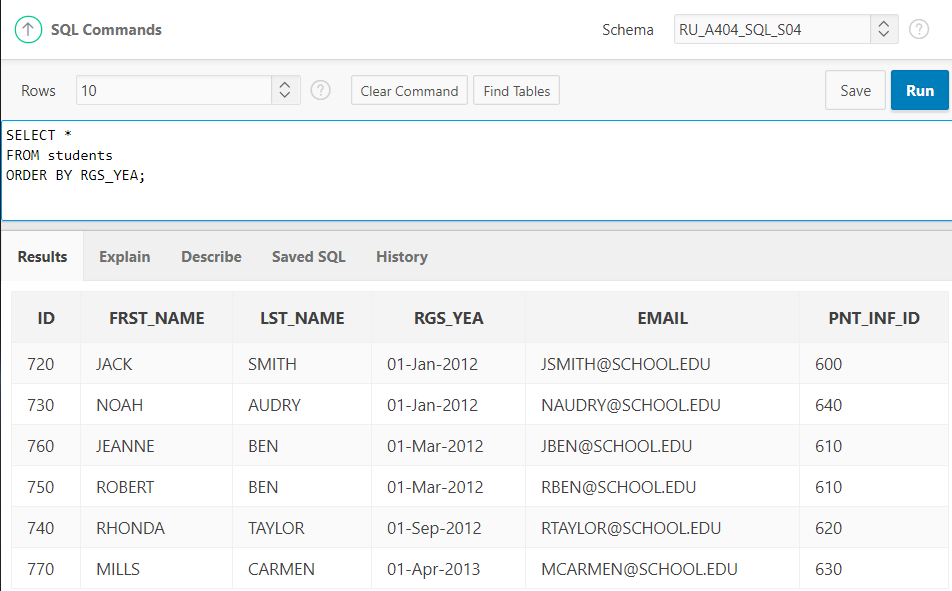 SQL Commands Schema RU_A404_SQL_S04 ?
Rows 10 ? Clear Command Find Tables Save Run
SELECT *
FROM students
ORDER BY RGS_YEA;
Results Explain Describe Saved SQL History
ID FRST_NAME LST_NAME RGS_YEA EMAIL PNT_INF_ID
720 JACK SMITH 01-Jan-2012 JSMITH@SCHOOL.EDU 600
730 NOAH AUDRY 01-Jan-2012 NAUDRY@SCHOOL.EDU 640
760 JEANNE BEN 01-Mar-2012 JBEN@SCHOOL.EDU 610
750 ROBERT BEN 01-Mar-2012 RBEN@SCHOOL.EDU 610
740 RHONDA TAYLOR 01-Sep-2012 RTAYLOR@SCHOOL.EDU 620
770 MILLS CARMEN 01-Apr-2013 MCARMEN@SCHOOL.EDU 630